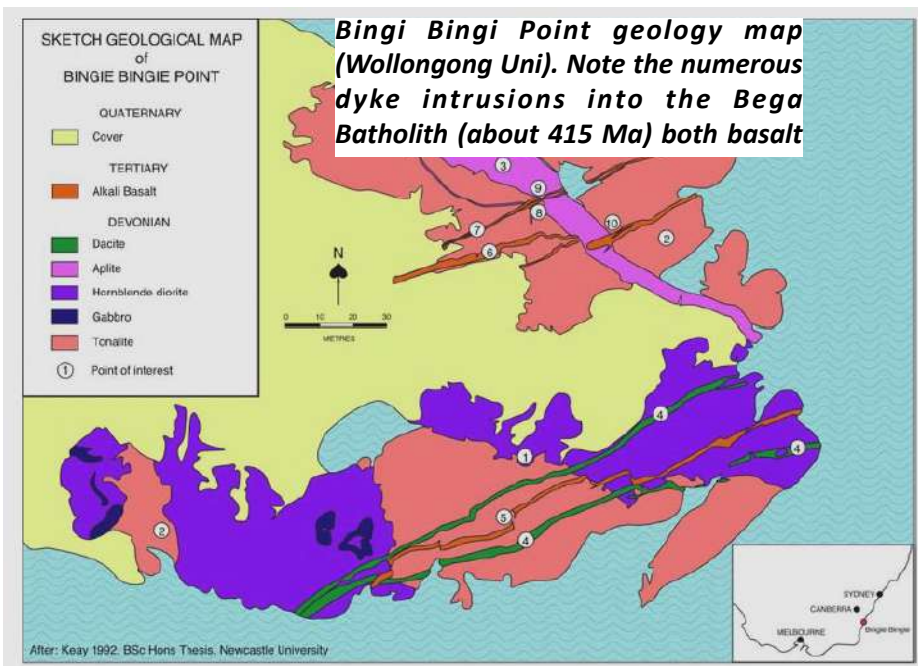 SKETCH GEOLOGICAL MAP
of
BINGIE BINGIE POINT
QUATERNARY
Cover
TERTIARY
Alkali Basalt
DEVONIAN
Dacite
Aplite
Hornblende diorite
Gabbro
Tonalite
1 Point of interest
Bingi Bingi Point geology map
(Wollongong Uni). Note the numerous
dyke intrusions into the Bega
Batholith (about 415 Ma) both basalt
N
0 10 20 30
METRES
3
9
8
7
6
10
2
4
1
4
5
4
2
SYDNEY
CANBERRA
Bingie Bingie
MELBOURNE
After: Keay 1992. BSc Hons Thesis. Newcastle University